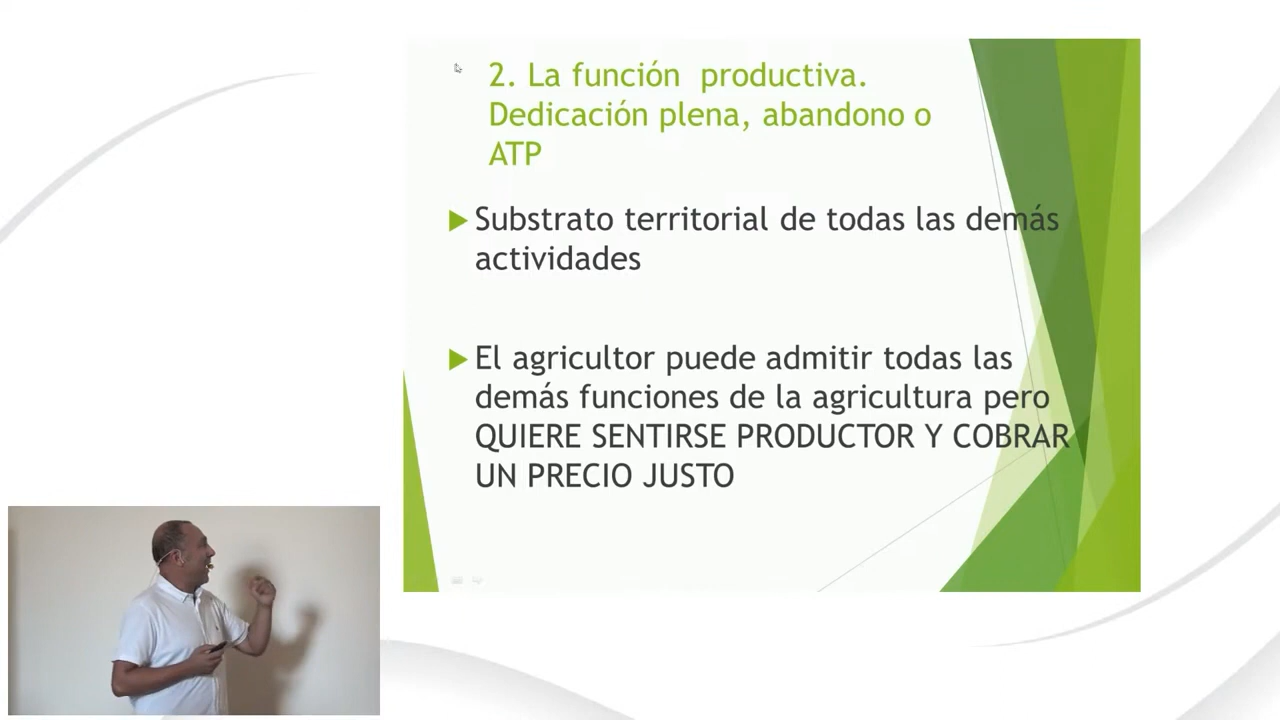 2. La función productiva.
Dedicación plena, abandono o
ATP
Substrato territorial de todas las demás
actividades
El agricultor puede admitir todas las
demás funciones de la agricultura pero
QUIERE SENTIRSE PRODUCTOR Y COBRAR
UN PRECIO JUSTO